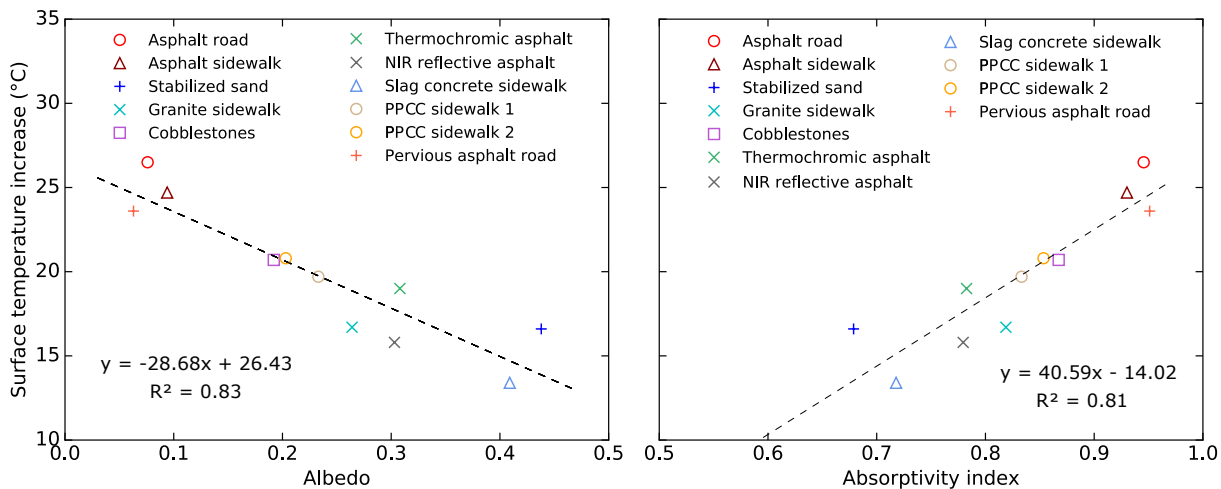 Surface temperature increase (°C)
35
30
25
20
15
10
Asphalt road
Asphalt sidewalk
Stabilized sand
Granite sidewalk
Cobblestones
Thermochromic asphalt
NIR reflective asphalt
Slag concrete sidewalk
PPCC sidewalk 1
PPCC sidewalk 2
Pervious asphalt road
y = -28.68x + 26.43
R² = 0.83
0.0 0.1 0.2 0.3 0.4 0.5
Albedo
Asphalt road
Asphalt sidewalk
Stabilized sand
Granite sidewalk
Cobblestones
Thermochromic asphalt
NIR reflective asphalt
Slag concrete sidewalk
PPCC sidewalk 1
PPCC sidewalk 2
Pervious asphalt road
y = 40.59x - 14.02
R² = 0.81
0.5 0.6 0.7 0.8 0.9 1.0
Absorptivity index